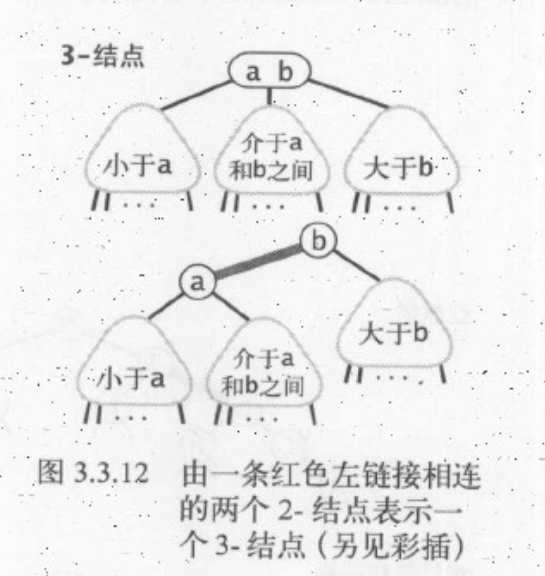 3-结点
a b
小于a
介于a
和b之间
大于b
...
...
...
b
a
大于b
小于a
介于a
和b之间
...
...
...
图 3.3.12 由一条红色左链接相连
的两个 2- 结点表示一
个 3- 结点（另见彩插）